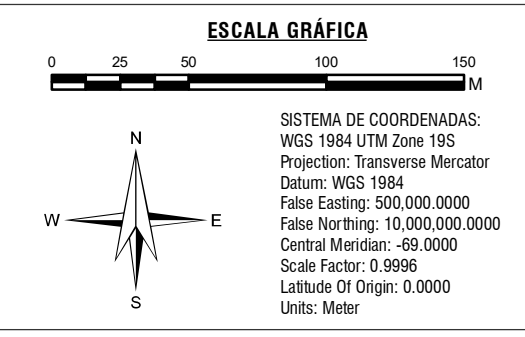 ESCALA GRÁFICA
0 25 50 100 150
M
SISTEMA DE COORDENADAS:
WGS 1984 UTM Zone 19S
Projection: Transverse Mercator
Datum: WGS 1984
False Easting: 500,000.0000
False Northing: 10,000,000.0000
Central Meridian: -69.0000
Scale Factor: 0.9996
Latitude Of Origin: 0.0000
Units: Meter
N
W E
S